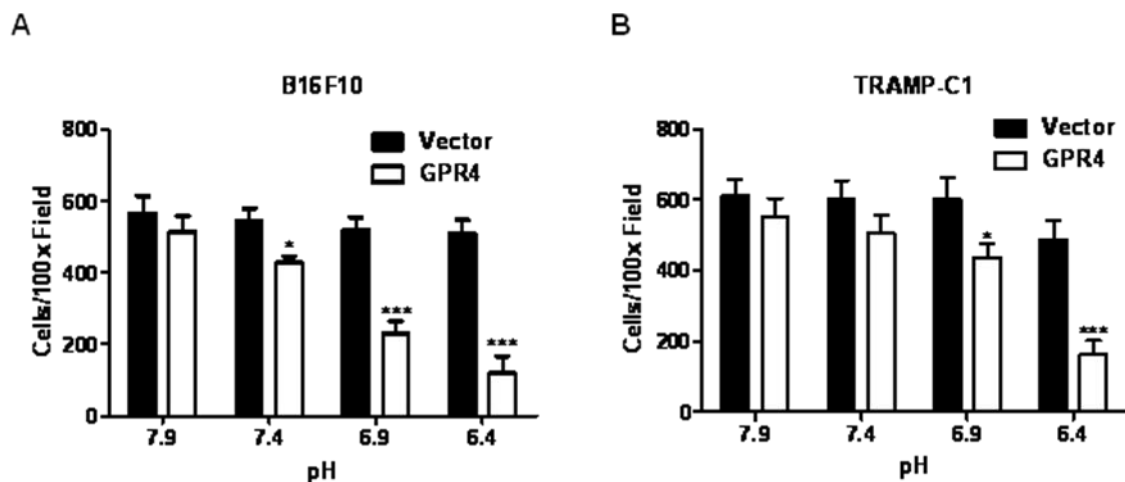 A
B16F10
Vector
GPR4
Cells/100x Field
800
600
400
200
0
*
***
***
7.9 7.4 6.9 6.4
pH
B
TRAMP-C1
Vector
GPR4
Cells/100x Field
800
600
400
200
0
*
***
7.9 7.4 6.9 6.4
pH